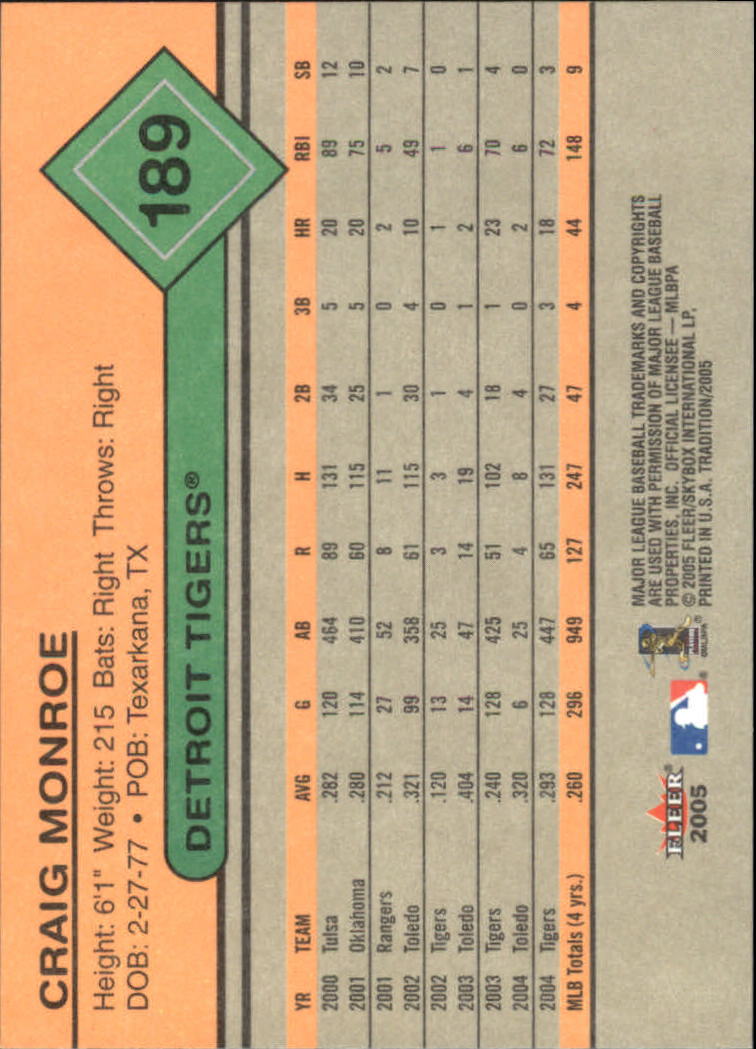 CRAIG MONROE
Height: 6'1" Weight: 215 Bats: Right Throws: Right
DOB: 2-27-77 • POB: Texarkana, TX
189
DETROIT TIGERS®
YR TEAM AVG G AB R H 2B 3B HR RBI SB
2000 Tulsa .282 120 464 89 131 34 5 20 89 12
2001 Oklahoma .280 114 410 60 115 25 5 20 75 10
2001 Rangers .212 27 52 8 11 1 0 2 5 2
2002 Toledo .321 99 358 61 115 30 4 10 49 7
2002 Tigers .120 13 25 3 3 1 0 1 1 0
2003 Toledo .404 14 47 14 19 4 1 2 6 1
2003 Tigers .240 128 425 51 102 18 1 23 70 4
2004 Toledo .320 6 25 4 8 4 0 2 6 0
2004 Tigers .293 128 447 65 131 27 3 18 72 3
MLB Totals (4 yrs.) .260 296 949 127 247 47 4 44 148 9
FLEER®
2005
®
®
©MLBPA
MAJOR LEAGUE BASEBALL TRADEMARKS AND COPYRIGHTS
ARE USED WITH PERMISSION OF MAJOR LEAGUE BASEBALL
PROPERTIES, INC. OFFICIAL LICENSEE — MLBPA
© 2005 FLEER/SKYBOX INTERNATIONAL LP,
PRINTED IN U.S.A. TRADITION/2005